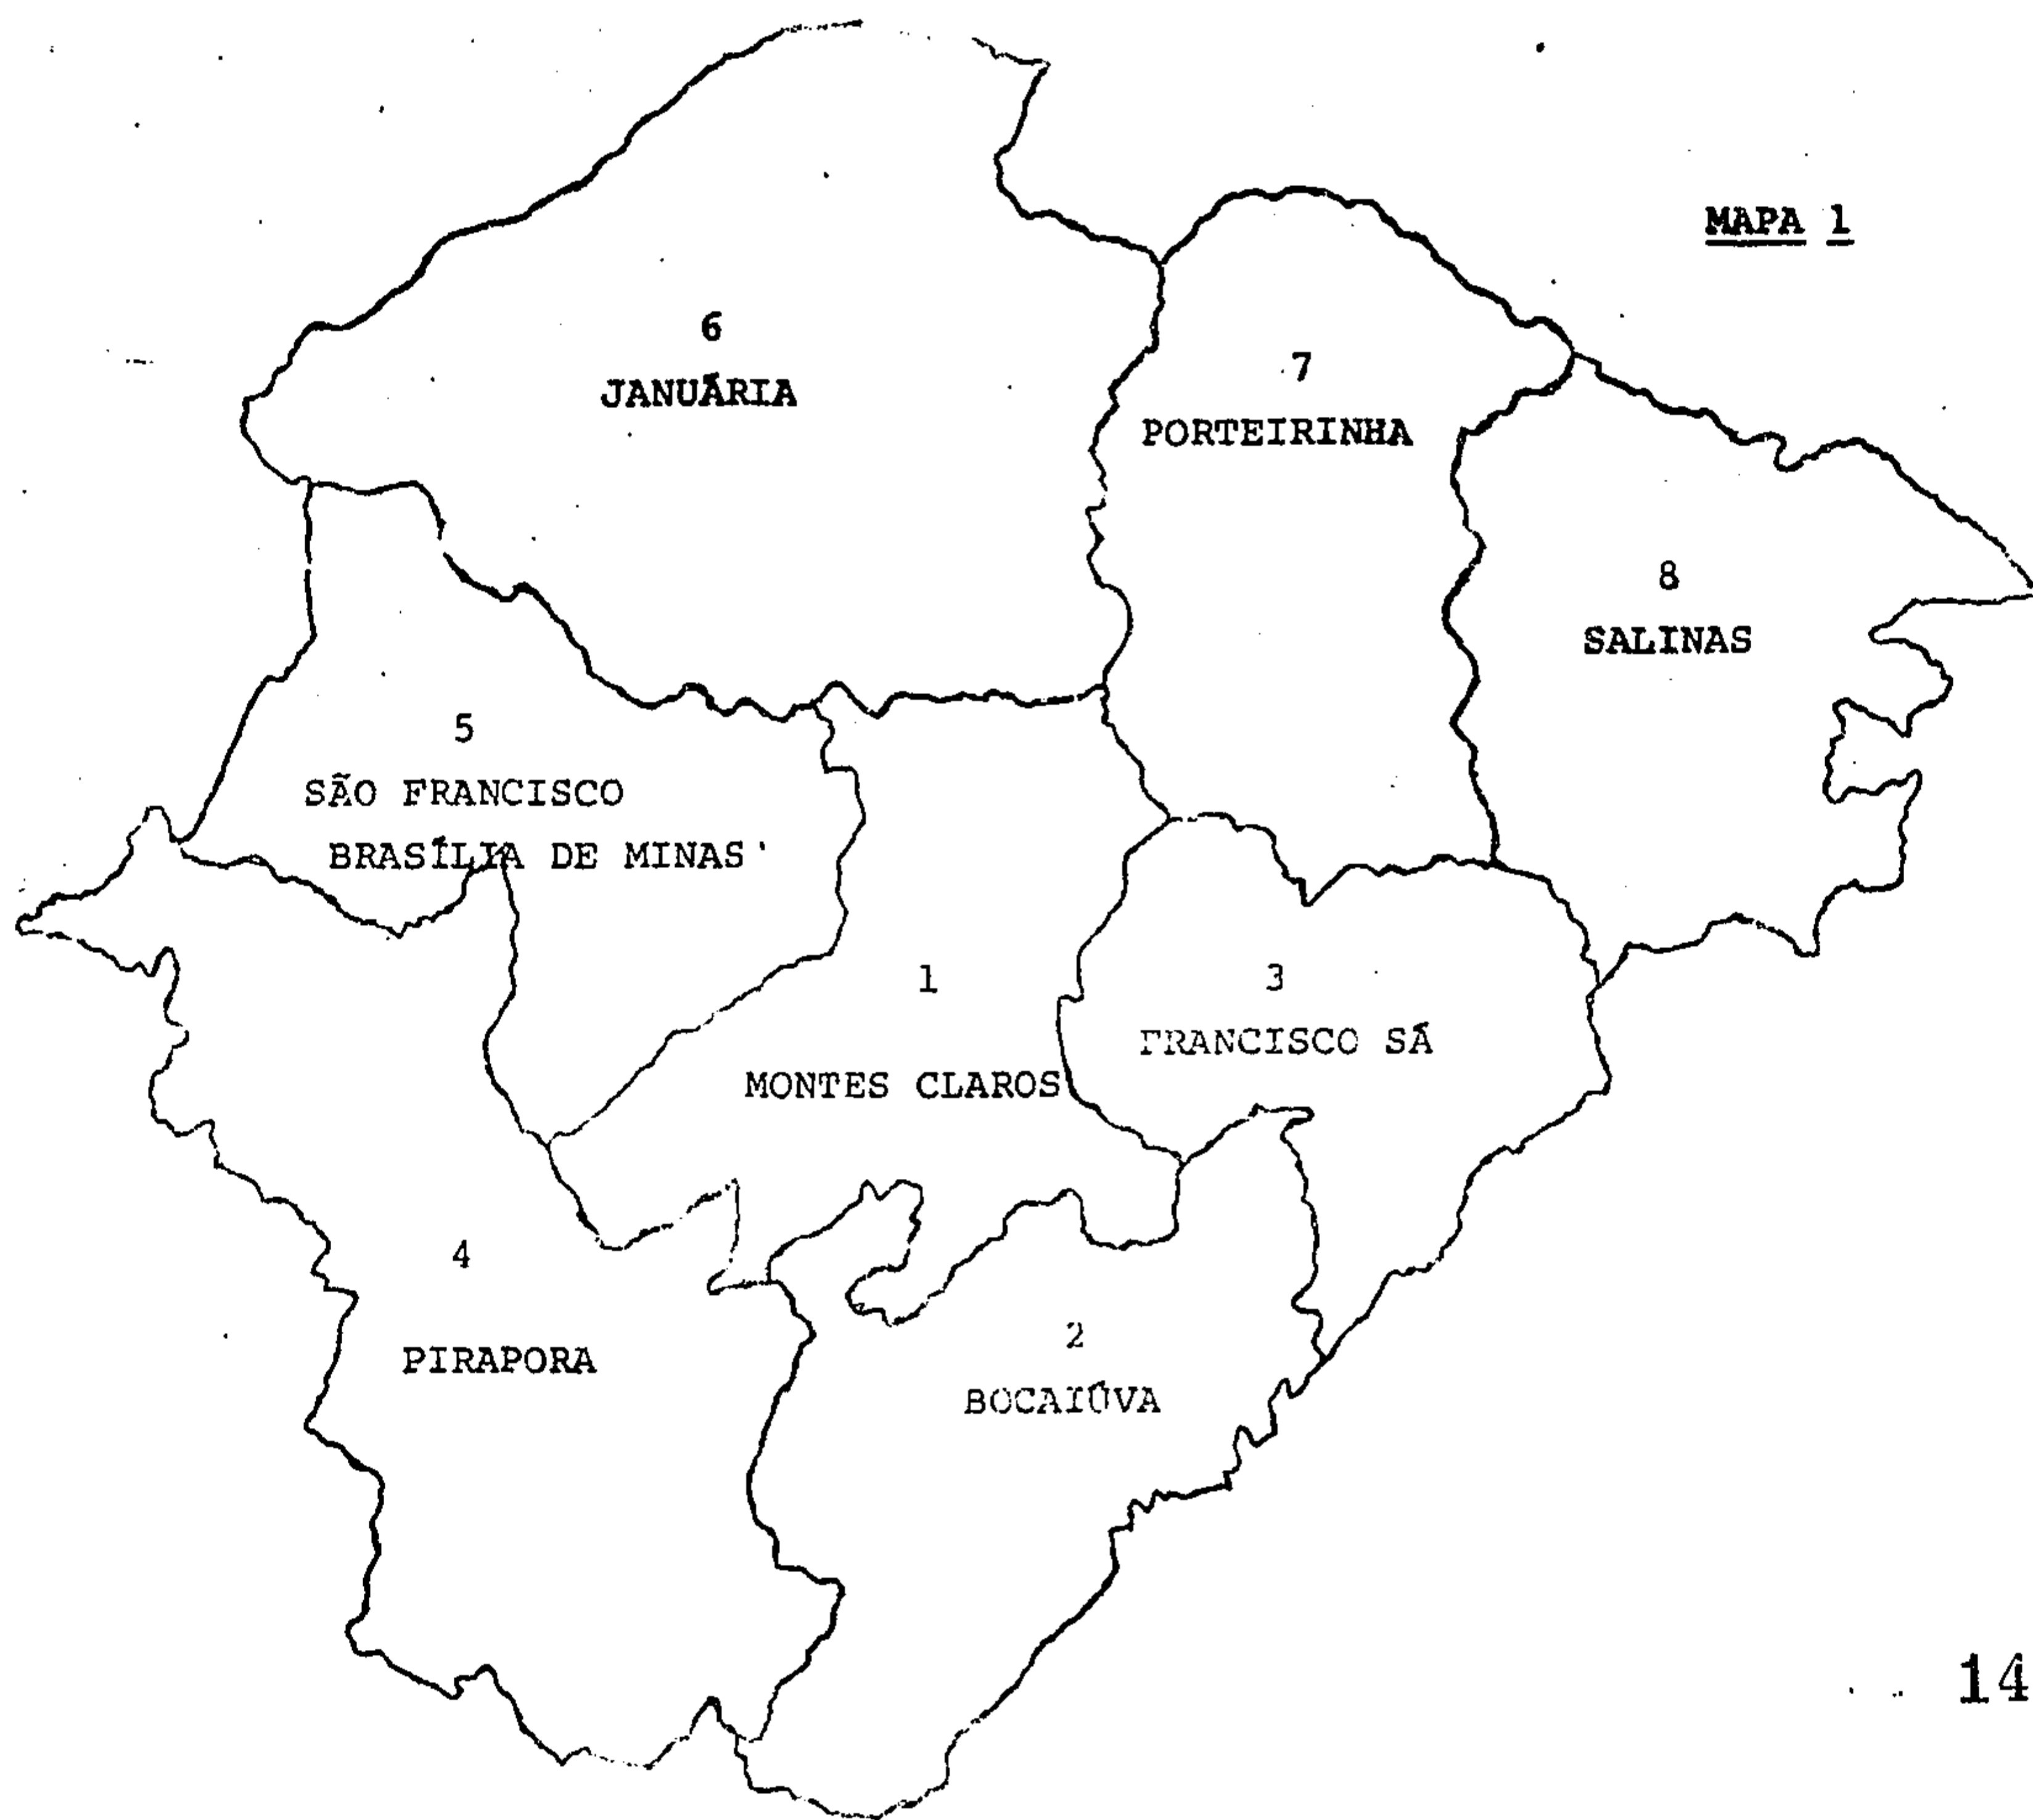 MAPA 1
6
JANUÁRIA
7
PORTEIRINHA
8
SALINAS
5
SÃO FRANCISCO
BRASÍLIA DE MINAS
1
MONTES CLAROS
3
FRANCISCO SÁ
4
PIRAPORA
2
BOCAIÚVA
14